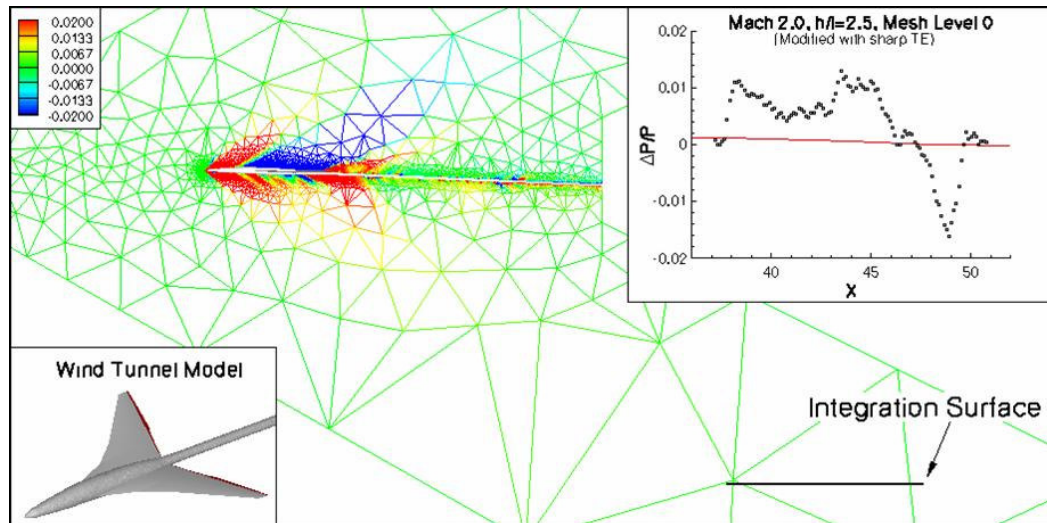 0.0200
0.0133
0.0067
0.0000
-0.0067
-0.0133
-0.0200
Mach 2.0, h/l=2.5, Mesh Level 0
(Modified with sharp TE)
0.02
0.01
0
-0.01
-0.02
ΔP/P
40 45 50
X
Wind Tunnel Model
Integration Surface